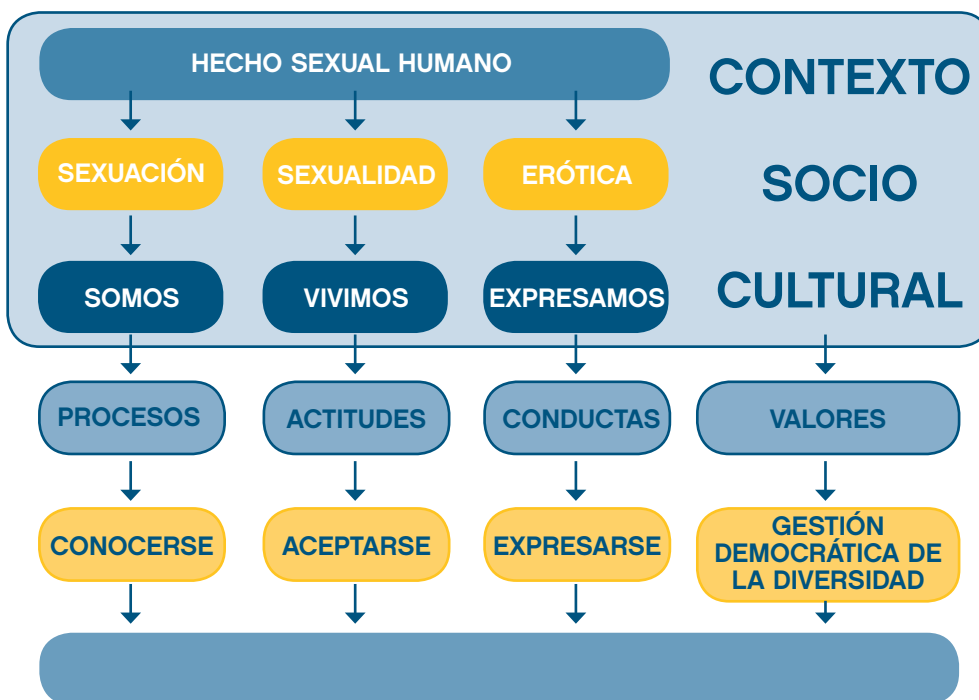 HECHO SEXUAL HUMANO
CONTEXTO
SEXUACIÓN
SEXUALIDAD
ERÓTICA
SOCIO
SOMOS
VIVIMOS
EXPRESAMOS
CULTURAL
PROCESOS
ACTITUDES
CONDUCTAS
VALORES
CONOCERSE
ACEPTARSE
EXPRESARSE
GESTIÓN
DEMOCRÁTICA DE
LA DIVERSIDAD